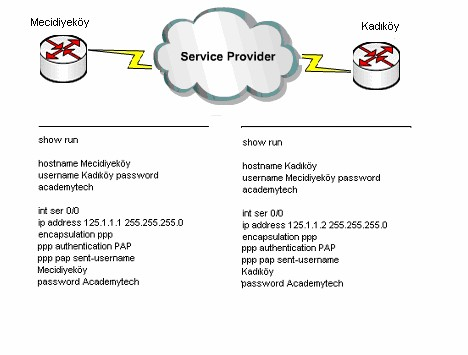 Mecidiyeköy
Kadıköy
Service Provider
show run
hostname Mecidiyeköy
username Kadıköy password
academytech
int ser 0/0
ip address 125.1.1.1 255.255.255.0
encapsulation ppp
ppp authentication PAP
ppp pap sent-username
Mecidiyeköy
password Academytech
show run
hostname Kadıköy
username Mecidiyeköy password
academytech
int ser 0/0
ip address 125.1.1.2 255.255.255.0
encapsulation ppp
ppp authentication PAP
ppp pap sent-username
Kadıköy
password Academytech